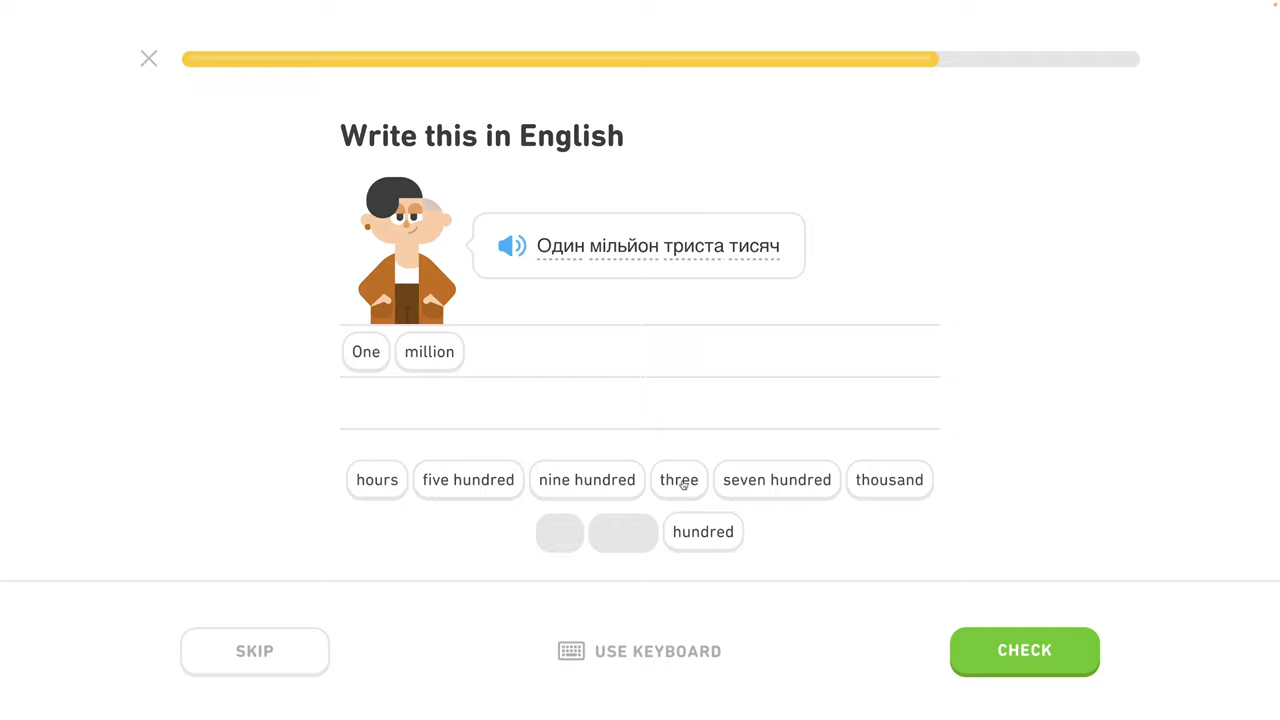 Write this in English
Один мільйон триста тисяч
One million
hours five hundred nine hundred three seven hundred thousand
hundred
SKIP USE KEYBOARD CHECK